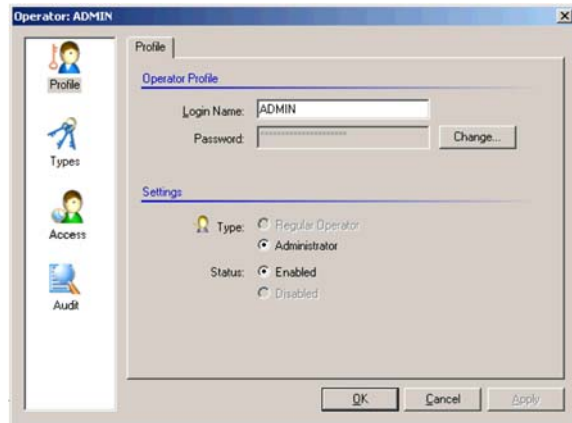 Operator: ADMIN
Profile
Types
Access
Audit
Profile
Operator Profile
Login Name: ADMIN
Password: ******************** Change...
Settings
Type: Regular Operator
Administrator
Status: Enabled
Disabled
OK Cancel Apply